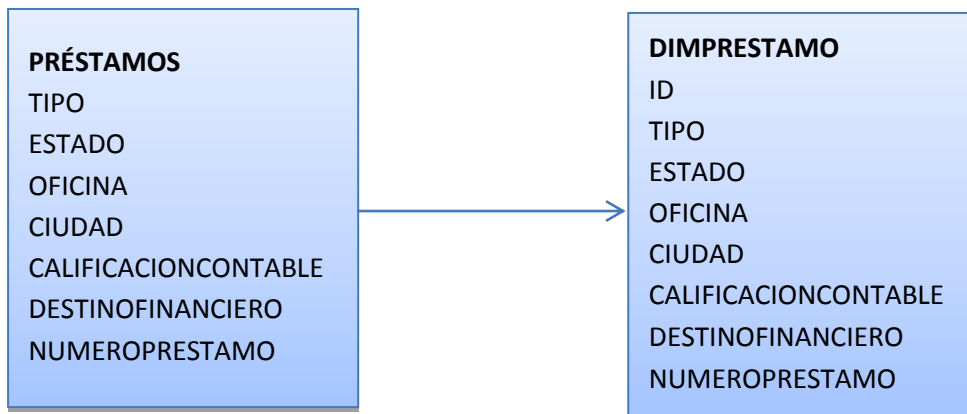 PRÉSTAMOS
TIPO
ESTADO
OFICINA
CIUDAD
CALIFICACIONCONTABLE
DESTINOFINANCIERO
NUMEROPRESTAMO
DIMPRESTAMO
ID
TIPO
ESTADO
OFICINA
CIUDAD
CALIFICACIONCONTABLE
DESTINOFINANCIERO
NUMEROPRESTAMO